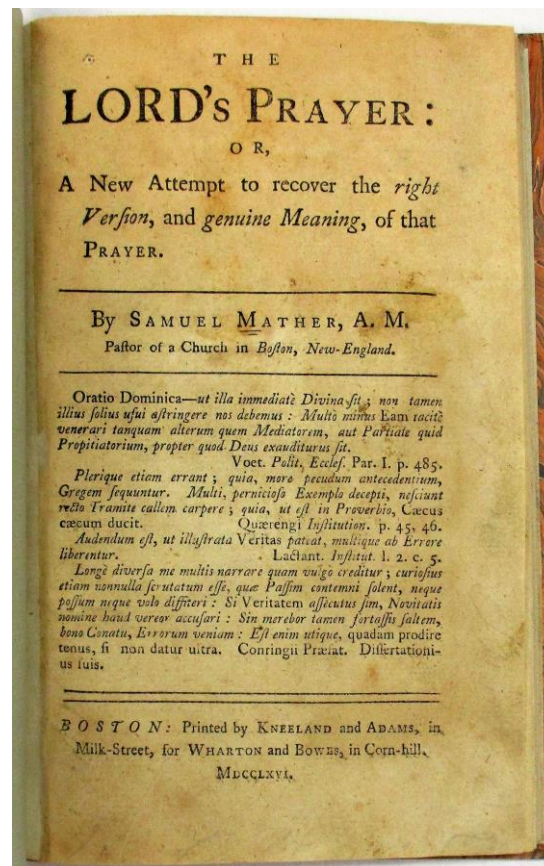 THE
LORD's PRAYER:
OR,
A New Attempt to recover the right
Verſion, and genuine Meaning, of that
PRAYER.
By SAMUEL MATHER, A. M.
Paſtor of a Church in Boſton, New-England.
Oratio Dominica—ut illa immediatè Divina ſit; non tamen
illius ſolius uſui aſtringere nos debemus: Multò minus Eam tacitè
venerari tanquam alterum quem Mediatorem, aut Partiale quid
Propitiatorium, propter quod Deus exauditurus ſit.
Voet. Polit. Eccleſ. Par. I. p. 485.
Plerique etiam errant; quia, more pecudum antecedentium,
Gregem ſequuntur. Multi, pernicioſo Exemplo decepti, neſciunt
recto Tramite callem carpere; quia, ut eſt in Proverbio, Cæcus
cæcum ducit. Quærengi Inſtitution. p. 45, 46.
Audendum eſt, ut illuſtrata Veritas pateat, multique ab Errore
liberentur. Lactant. Inſtitut. l. 2. c. 5.
Longè diverſa me multis narrare quam vulgo creditur; curioſius
etiam nonnulla ſcrutatum eſſe, quæ Paſſim contemni ſolent, neque
poſſum neque volo diffiteri: Si Veritatem aſſecutus ſim, Novitatis
nomine haud vereor accuſari: Sin merebor tamen fortaſſis ſaltem,
bono Conatu, Errorum veniam: Eſt enim utique, quadam prodire
tenus, ſi non datur ultra. Conringii Præfat. Diſſertationi-
us ſuis.
BOSTON: Printed by KNEELAND and ADAMS, in
Milk-Street, for WHARTON and BOWES, in Corn-hill.
MDCCLXVI.